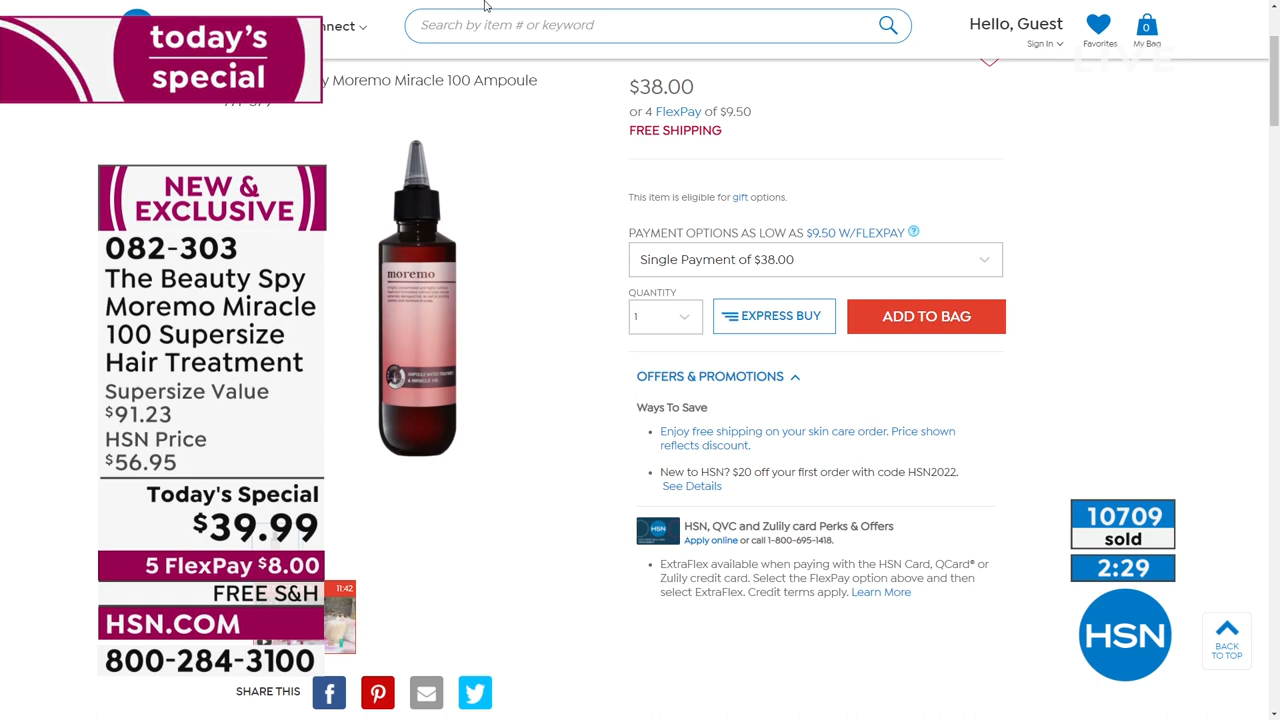 today's
special
nnect
Search by item # or keyword
Hello, Guest
Sign In
Favorites
0
My Bag
LIVE
Moremo Miracle 100 Ampoule
$38.00
or 4 FlexPay of $9.50
FREE SHIPPING
This item is eligible for gift options.
PAYMENT OPTIONS AS LOW AS $9.50 W/FLEXPAY ?
Single Payment of $38.00
QUANTITY
1
EXPRESS BUY
ADD TO BAG
OFFERS & PROMOTIONS
Ways To Save
Enjoy free shipping on your skin care order. Price shown
reflects discount.
New to HSN? $20 off your first order with code HSN2022.
See Details
HSN
HSN, QVC and Zulily card Perks & Offers
Apply online or call 1-800-695-1418.
ExtraFlex available when paying with the HSN Card, QCard® or
Zulily credit card. Select the FlexPay option above and then
select ExtraFlex. Credit terms apply. Learn More
NEW &
EXCLUSIVE
082-303
The Beauty Spy
Moremo Miracle
100 Supersize
Hair Treatment
Supersize Value
$91.23
HSN Price
$56.95
Today's Special
$39.99
5 FlexPay $8.00
FREE S&H
HSN.COM
800-284-3100
11:42
moremo
AMPOULE WATER TREATMENT
& MIRACLE 100
SHARE THIS
10709
sold
2:29
HSN
BACK
TO TOP